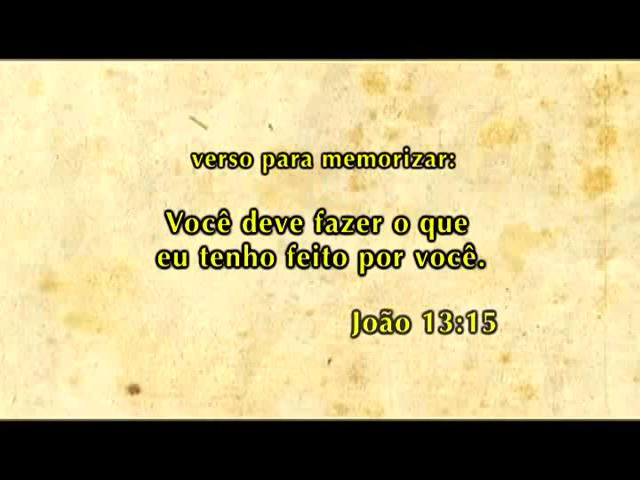 verso para memorizar:
Você deve fazer o que
eu tenho feito por você.
João 13:15